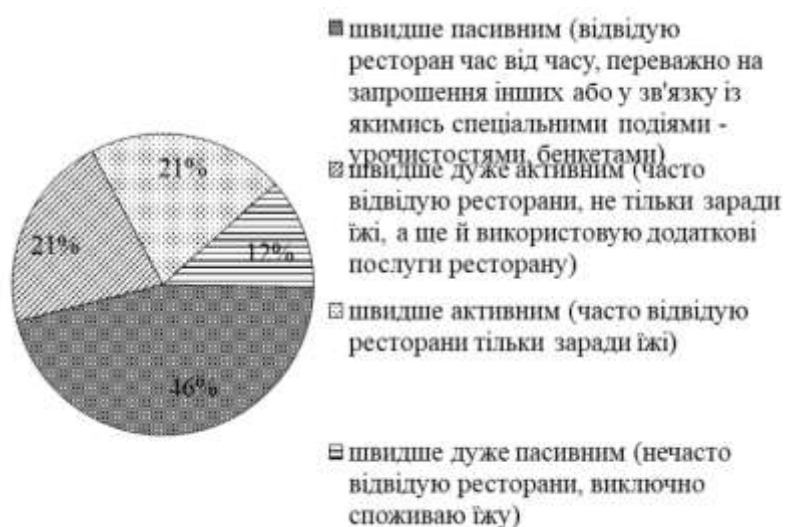 швидше пасивним (відвідую
ресторан час від часу, переважно на
запрошення інших або у зв'язку із
якимись спеціальними подіями -
урочистостями, бенкетами)
швидше дуже активним (часто
відвідую ресторани, не тільки заради
їжі, а ще й використовую додаткові
послуги ресторану)
швидше активним (часто відвідую
ресторани тільки заради їжі)
швидше дуже пасивним (нечасто
відвідую ресторани, виключно
споживаю їжу)
21%
21%
12%
46%